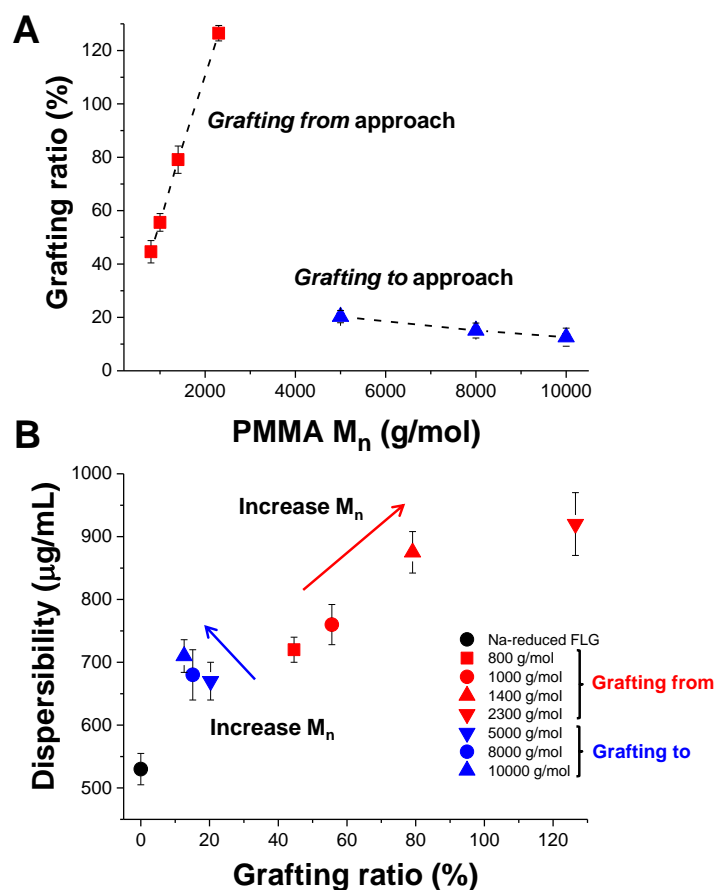 A
Grafting ratio (%)
120
100
80
60
40
20
0
Grafting from approach
Grafting to approach
2000
4000
6000
8000
10000
PMMA Mn (g/mol)
B
Dispersibility (μg/mL)
1000
900
800
700
600
500
Increase Mn
Increase Mn
Na-reduced FLG
800 g/mol
1000 g/mol
1400 g/mol
2300 g/mol
Grafting from
5000 g/mol
8000 g/mol
10000 g/mol
Grafting to
0
20
40
60
80
100
120
Grafting ratio (%)